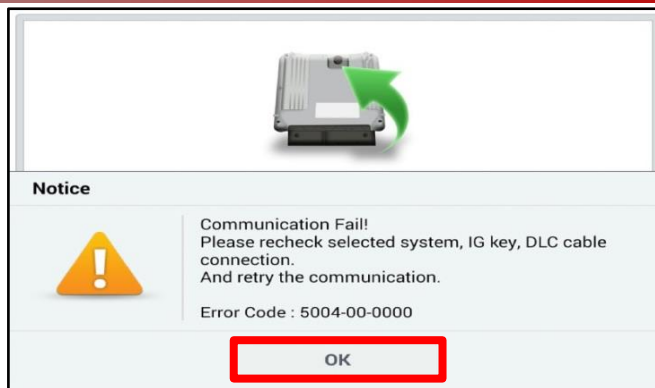 Notice
Communication Fail!
Please recheck selected system, IG key, DLC cable
connection.
And retry the communication.
Error Code : 5004-00-0000
OK